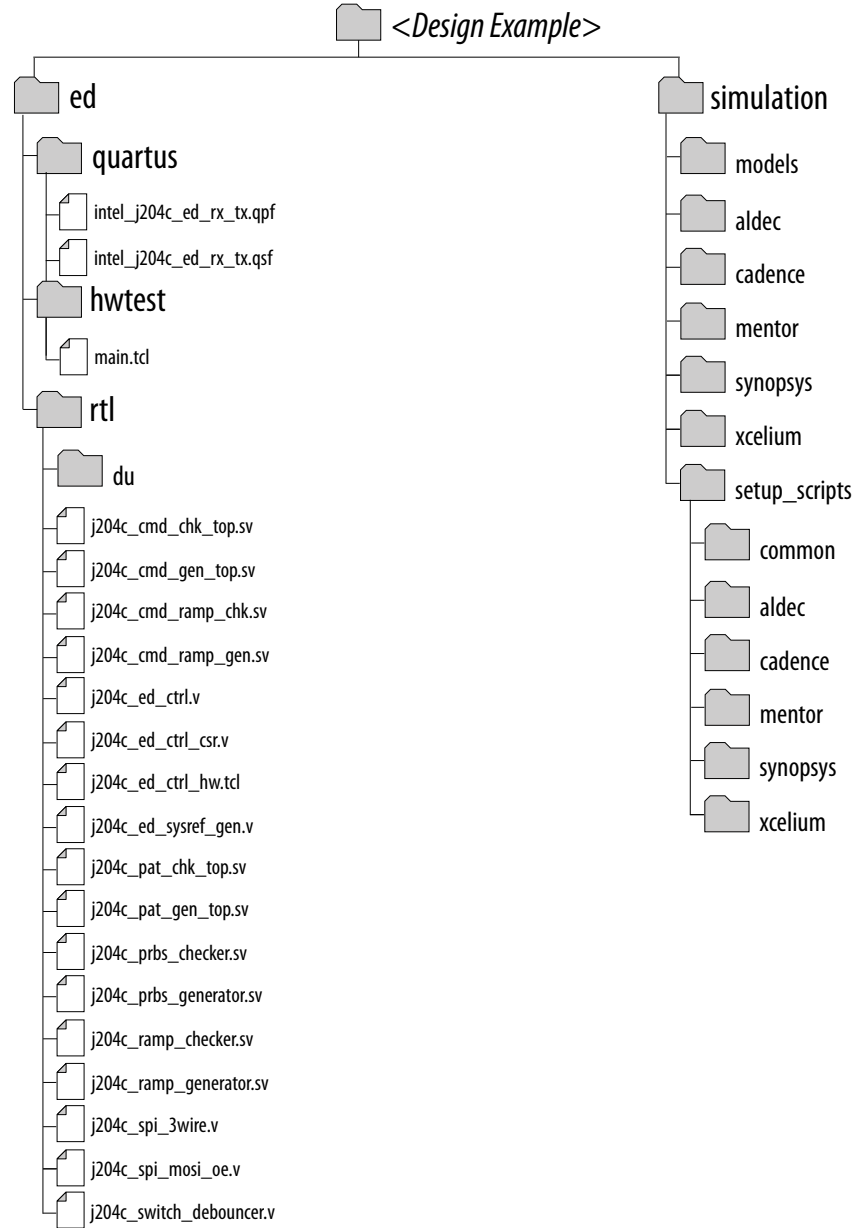 <Design Example>
ed
quartus
intel_j204c_ed_rx_tx.qpf
intel_j204c_ed_rx_tx.qsf
hwtest
main.tcl
rtl
du
j204c_cmd_chk_top.sv
j204c_cmd_gen_top.sv
j204c_cmd_ramp_chk.sv
j204c_cmd_ramp_gen.sv
j204c_ed_ctrl.v
j204c_ed_ctrl_csr.v
j204c_ed_ctrl_hw.tcl
j204c_ed_sysref_gen.v
j204c_pat_chk_top.sv
j204c_pat_gen_top.sv
j204c_prbs_checker.sv
j204c_prbs_generator.sv
j204c_ramp_checker.sv
j204c_ramp_generator.sv
j204c_spi_3wire.v
j204c_spi_mosi_oe.v
j204c_switch_debouncer.v
simulation
models
aldec
cadence
mentor
synopsys
xcelium
setup_scripts
common
aldec
cadence
mentor
synopsys
xcelium